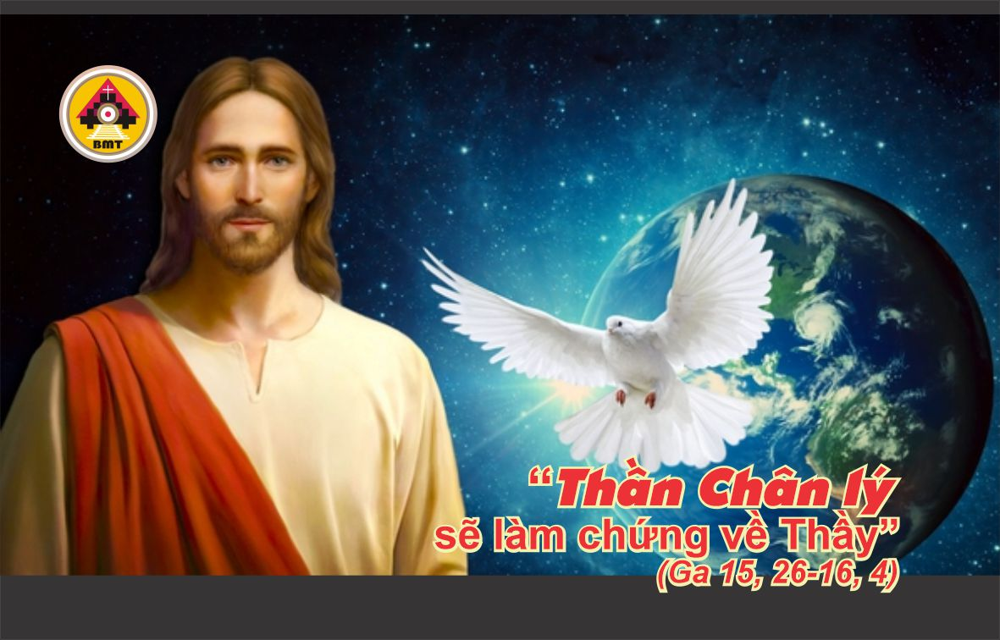 BMT
“Thần Chân lý
sẽ làm chứng về Thầy”
(Ga 15, 26-16, 4)